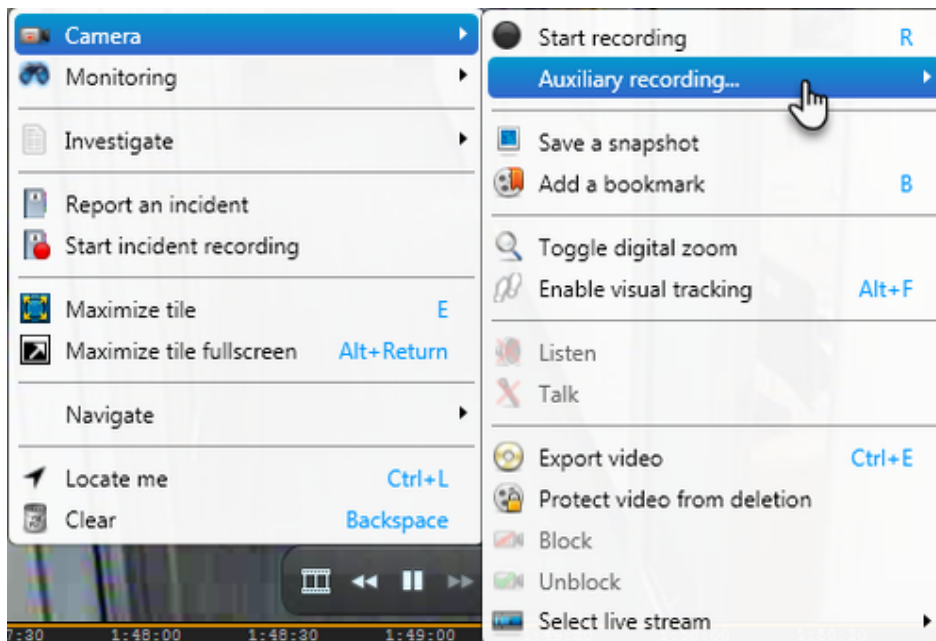 Camera
Monitoring
Investigate
Report an incident
Start incident recording
Maximize tile E
Maximize tile fullscreen Alt+Return
Navigate
Locate me Ctrl+L
Clear Backspace
Start recording R
Auxiliary recording...
Save a snapshot
Add a bookmark B
Toggle digital zoom
Enable visual tracking Alt+F
Listen
Talk
Export video Ctrl+E
Protect video from deletion
Block
Unblock
Select live stream
7:30 1:48:00 1:48:30 1:49:00